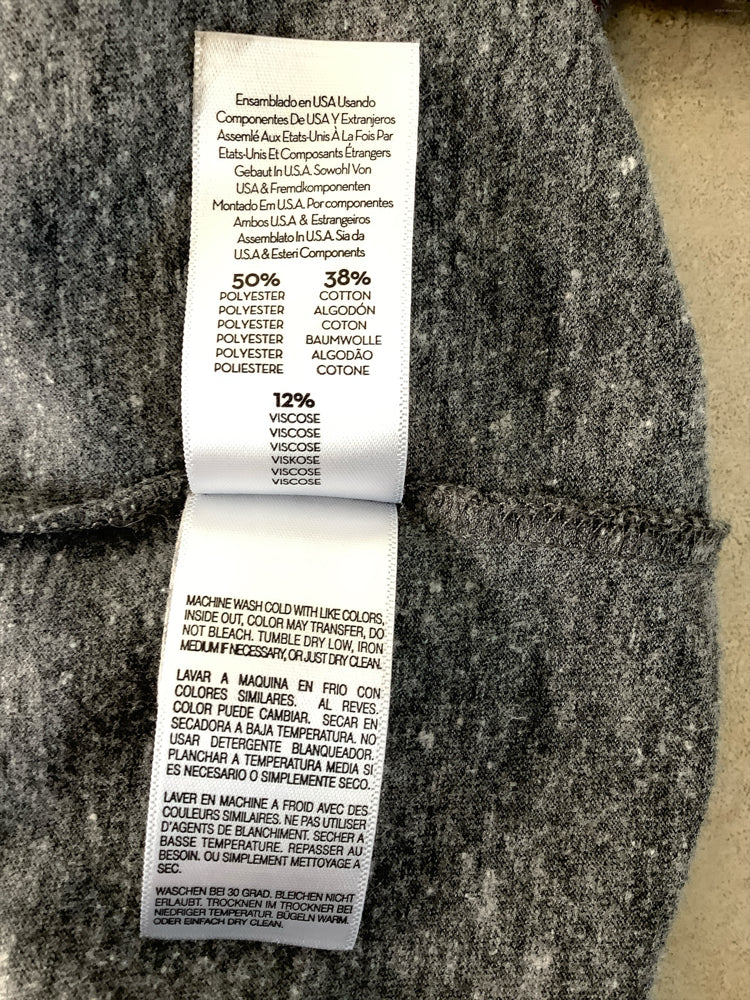 Ensamblado en USA Usando
Componentes De USA Y Extranjeros
Assemlé Aux Etats-Unis À La Fois Par
Etats-Unis Et Composants Étrangers
Gebaut In U.S.A. Sowohl Von
USA & Fremdkomponenten
Montado Em U.S.A. Por componentes
Ambos U.S.A & Estrangeiros
Assemblato In U.S.A. Sia da
U.S.A & Esteri Components
50% 38%
POLYESTER COTTON
POLYESTER ALGODÓN
POLYESTER COTON
POLYESTER BAUMWOLLE
POLYESTER ALGODÃO
POLIESTERE COTONE
12%
VISCOSE
VISCOSE
VISCOSE
VISKOSE
VISCOSE
VISCOSE
MACHINE WASH COLD WITH LIKE COLORS,
INSIDE OUT, COLOR MAY TRANSFER, DO
NOT BLEACH. TUMBLE DRY LOW, IRON
MEDIUM IF NECESSARY, OR JUST DRY CLEAN.
LAVAR A MAQUINA EN FRIO CON
COLORES SIMILARES. AL REVES.
COLOR PUEDE CAMBIAR. SECAR EN
SECADORA A BAJA TEMPERATURA. NO
USAR DETERGENTE BLANQUEADOR.
PLANCHAR A TEMPERATURA MEDIA SI
ES NECESARIO O SIMPLEMENTE SECO.
LAVER EN MACHINE A FROID AVEC DES
COULEURS SIMILAIRES. NE PAS UTILISER
D'AGENTS DE BLANCHIMENT. SECHER A
BASSE TEMPERATURE. REPASSER AU
BESOIN. OU SIMPLEMENT METTOYAGE A
SEC.
WASCHEN BEI 30 GRAD. BLEICHEN NICHT
ERLAUBT. TROCKNEN IM TROCKNER BEI
NIEDRIGER TEMPERATUR. BÜGELN WARM.
ODER EINFACH DRY CLEAN.